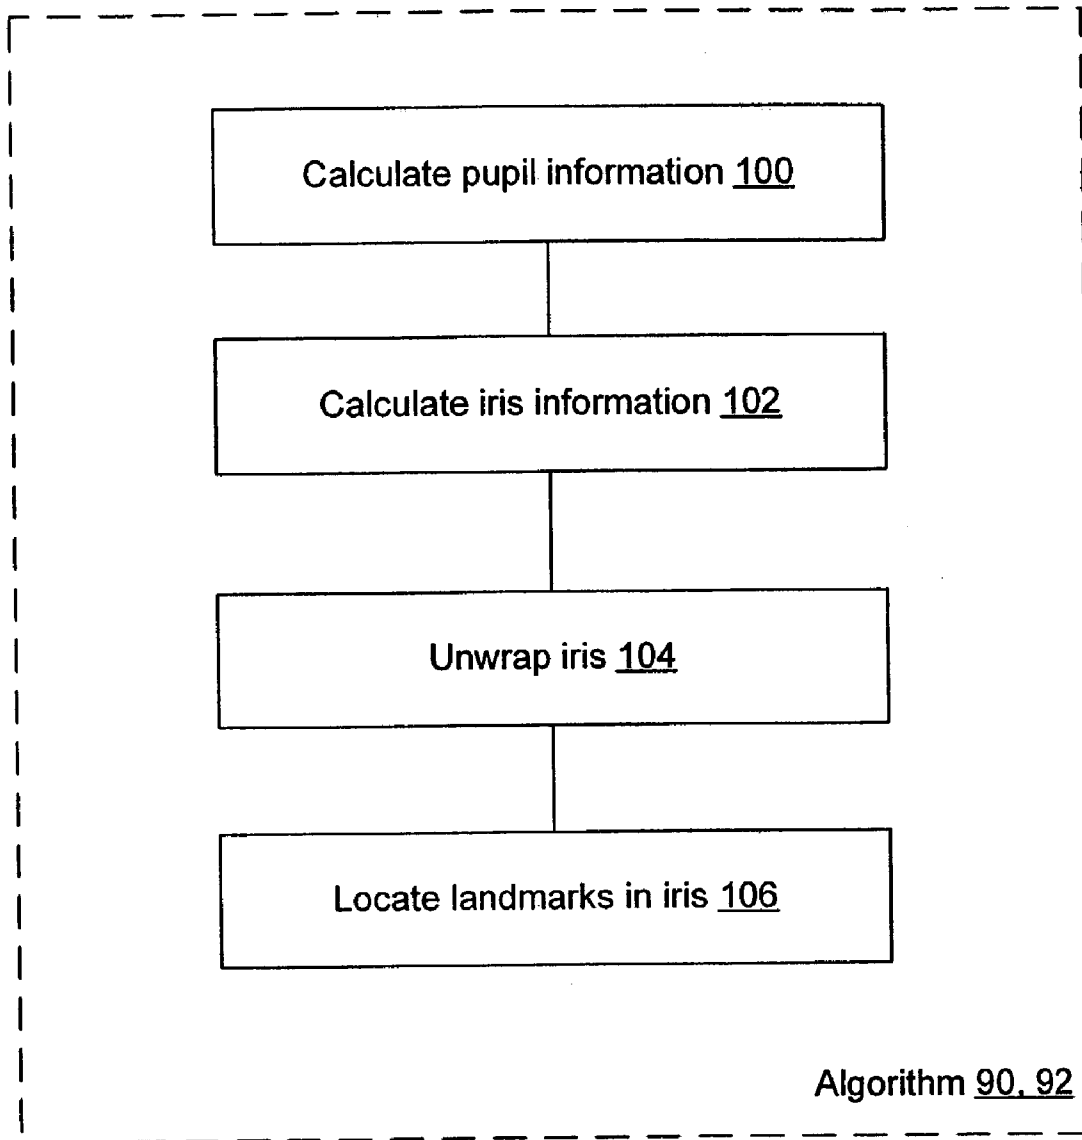 Calculate pupil information 100
Calculate iris information 102
Unwrap iris 104
Locate landmarks in iris 106
Algorithm 90, 92